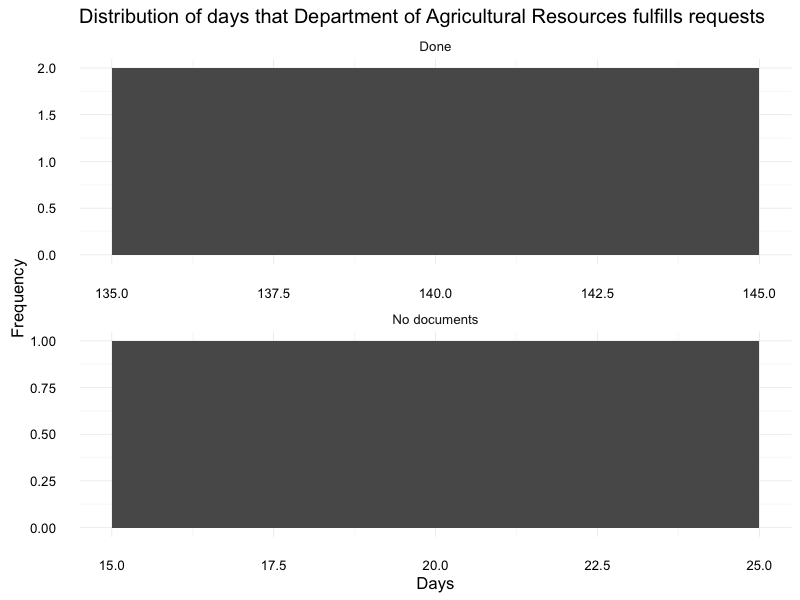 Distribution of days that Department of Agricultural Resources fulfills requests
Done
2.0
1.5
1.0
0.5
0.0
135.0 137.5 140.0 142.5 145.0
Frequency
No documents
1.00
0.75
0.50
0.25
0.00
15.0 17.5 20.0 22.5 25.0
Days